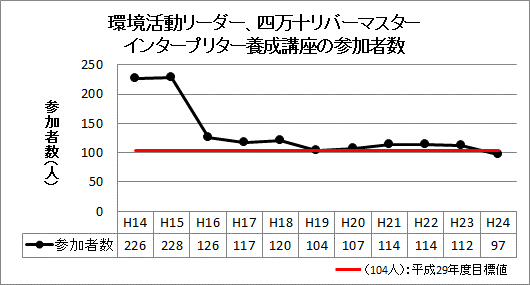 環境活動リーダー、四万十リバーマスター
インタープリター養成講座の参加者数
参加者数(人)
250
200
150
100
50
0
H14 H15 H16 H17 H18 H19 H20 H21 H22 H23 H24
参加者数 226 228 126 117 120 104 107 114 114 112 97
(104人):平成29年度目標値